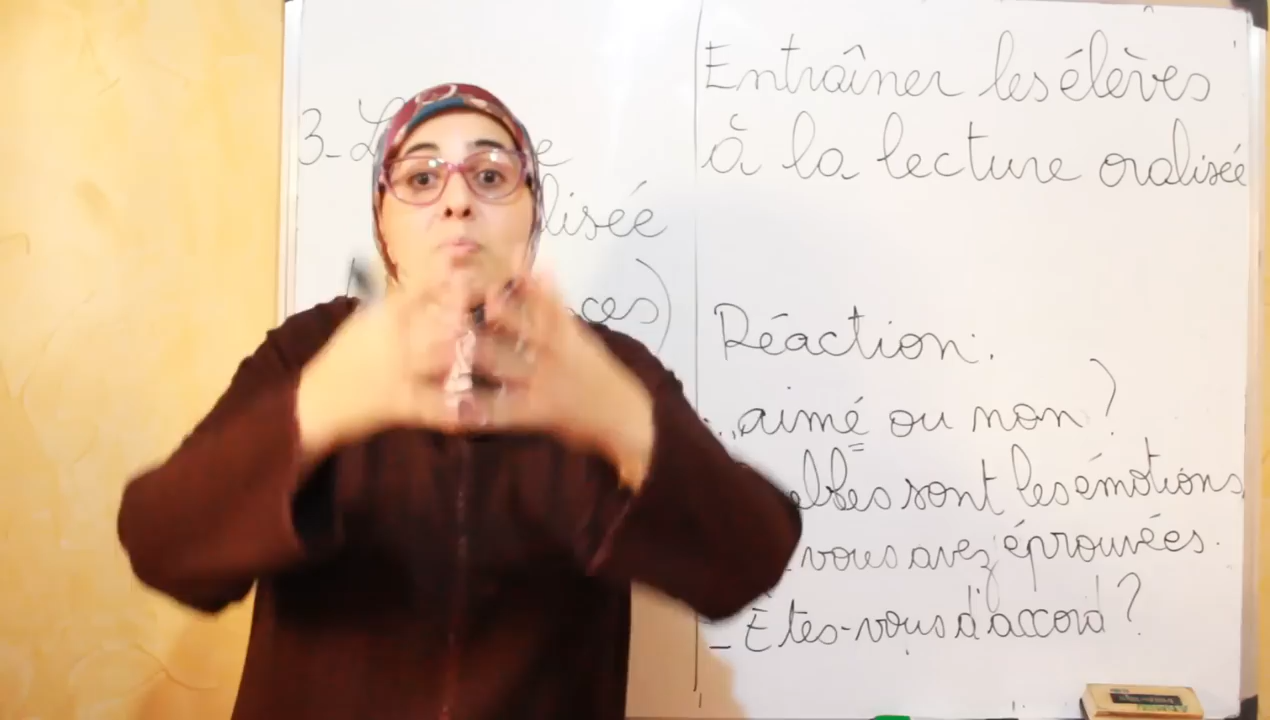 3-
lisée
ces)
Entraîner les élèves
à la lecture oralisée
Réaction:
aimé ou non?
elles sont les émotions
vous avez éprouvées.
- Êtes-vous d'accord?